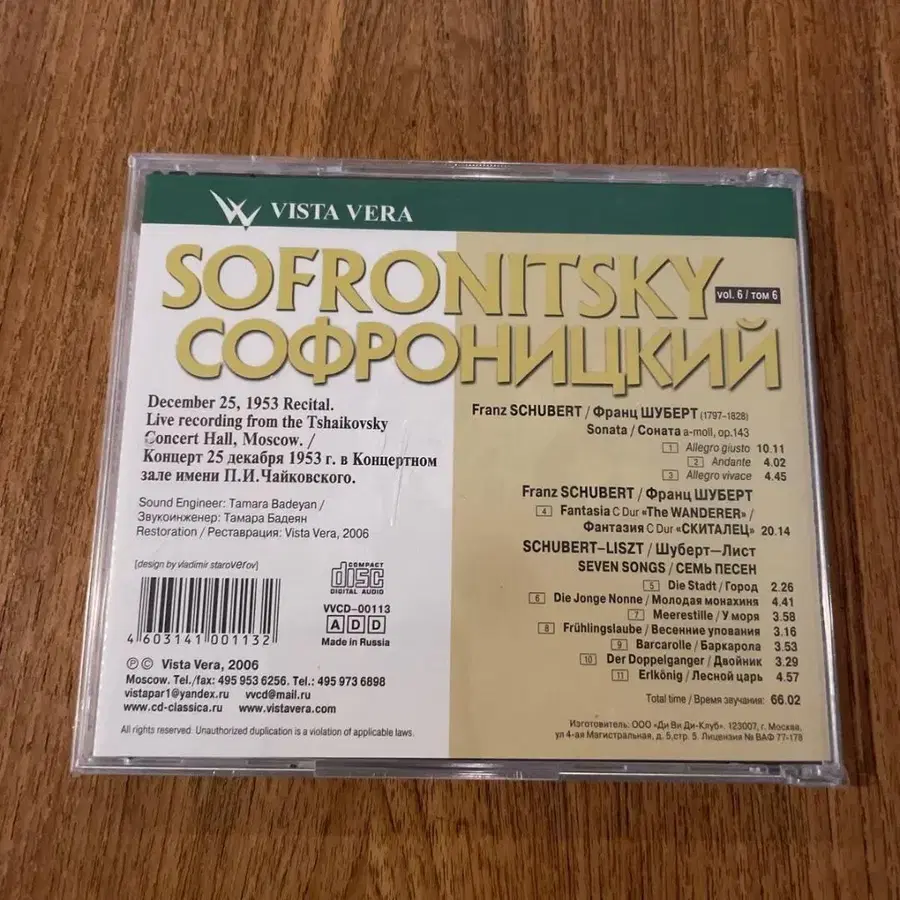 VISTA VERA
SOFRONITSKY
vol. 6 / том 6
СОФРОНИЦКИЙ
December 25, 1953 Recital.
Live recording from the Tshaikovsky
Concert Hall, Moscow. /
Концерт 25 декабря 1953 г. в Концертном
зале имени П.И.Чайковского.
Sound Engineer: Tamara Badeyan /
Звукоинженер: Тамара Бадеян
Restoration / Реставрация: Vista Vera, 2006
[design by vladimir staroverov]
COMPACT
disc
DIGITAL AUDIO
VVCD-00113
ADD
Made in Russia
4 603141 001132
℗ © Vista Vera, 2006
Moscow. Tel./fax: 495 953 6256. Tel.: 495 973 6898
vistapar1@yandex.ru vvcd@mail.ru
www.cd-classica.ru www.vistavera.com
All rights reserved. Unauthorized duplication is a violation of applicable laws.
Franz SCHUBERT / Франц ШУБЕРТ (1797-1828)
Sonata / Соната a-moll, op.143
1 Allegro giusto 10.11
2 Andante 4.02
3 Allegro vivace 4.45
Franz SCHUBERT / Франц ШУБЕРТ
4 Fantasia C Dur «The WANDERER» /
Фантазия C Dur «СКИТАЛЕЦ» 20.14
SCHUBERT–LISZT / Шуберт—Лист
SEVEN SONGS / СЕМЬ ПЕСЕН
5 Die Stadt / Город 2.26
6 Die Jonge Nonne / Молодая монахиня 4.41
7 Meerestille / У моря 3.58
8 Frühlingslaube / Весенние упования 3.16
9 Barcarolle / Баркарола 3.53
10 Der Doppelganger / Двойник 3.29
11 Erlkönig / Лесной царь 4.57
Total time / Время звучания: 66.02
Изготовитель: ООО «Ди Ви Ди-Клуб». 123007, г. Москва,
ул 4-ая Магистральная, д.5, стр. 5. Лицензия № ВАФ 77-178